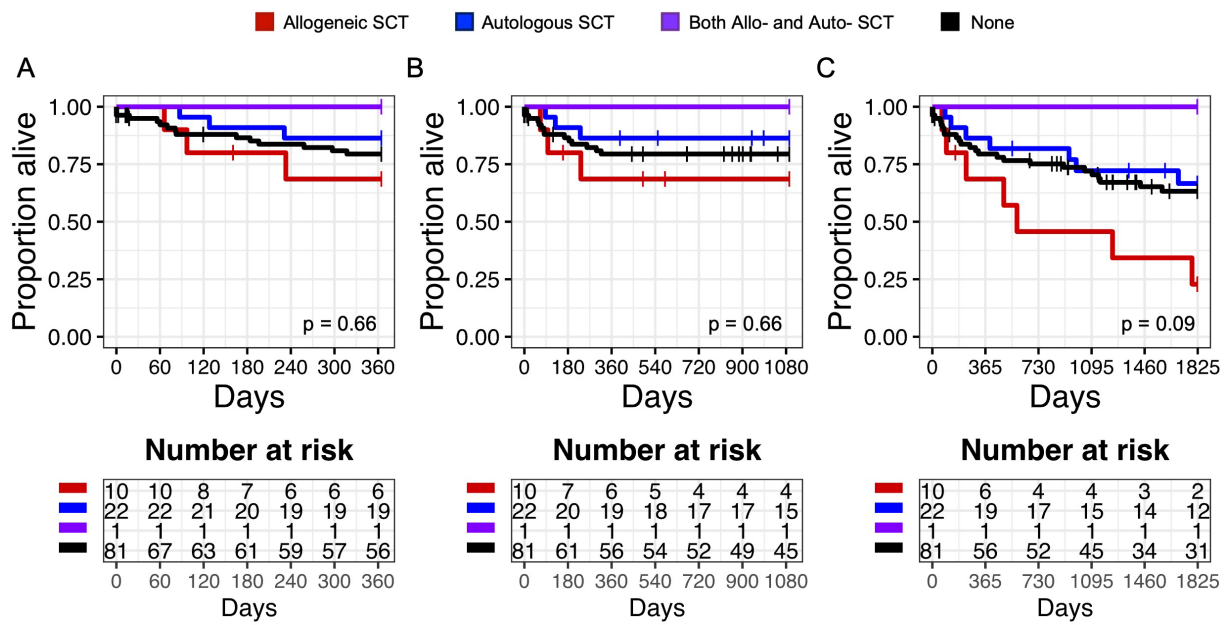 Allogeneic SCT Autologous SCT Both Allo- and Auto- SCT None
A B C
Proportion alive
1.00
0.75
0.50
0.25
0.00
p = 0.66
0 60 120 180 240 300 360
Days
Proportion alive
1.00
0.75
0.50
0.25
0.00
p = 0.66
0 180 360 540 720 900 1080
Days
Proportion alive
1.00
0.75
0.50
0.25
0.00
p = 0.09
0 365 730 1095 1460 1825
Days
Number at risk
10 10 8 7 6 6 6
22 22 21 20 19 19 19
1 1 1 1 1 1 1
81 67 63 61 59 57 56
0 60 120 180 240 300 360
Days
Number at risk
10 7 6 5 4 4 4
22 20 19 18 17 17 15
1 1 1 1 1 1 1
81 61 56 54 52 49 45
0 180 360 540 720 900 1080
Days
Number at risk
10 6 4 4 3 2
22 19 17 15 14 12
1 1 1 1 1 1
81 56 52 45 34 31
0 365 730 1095 1460 1825
Days